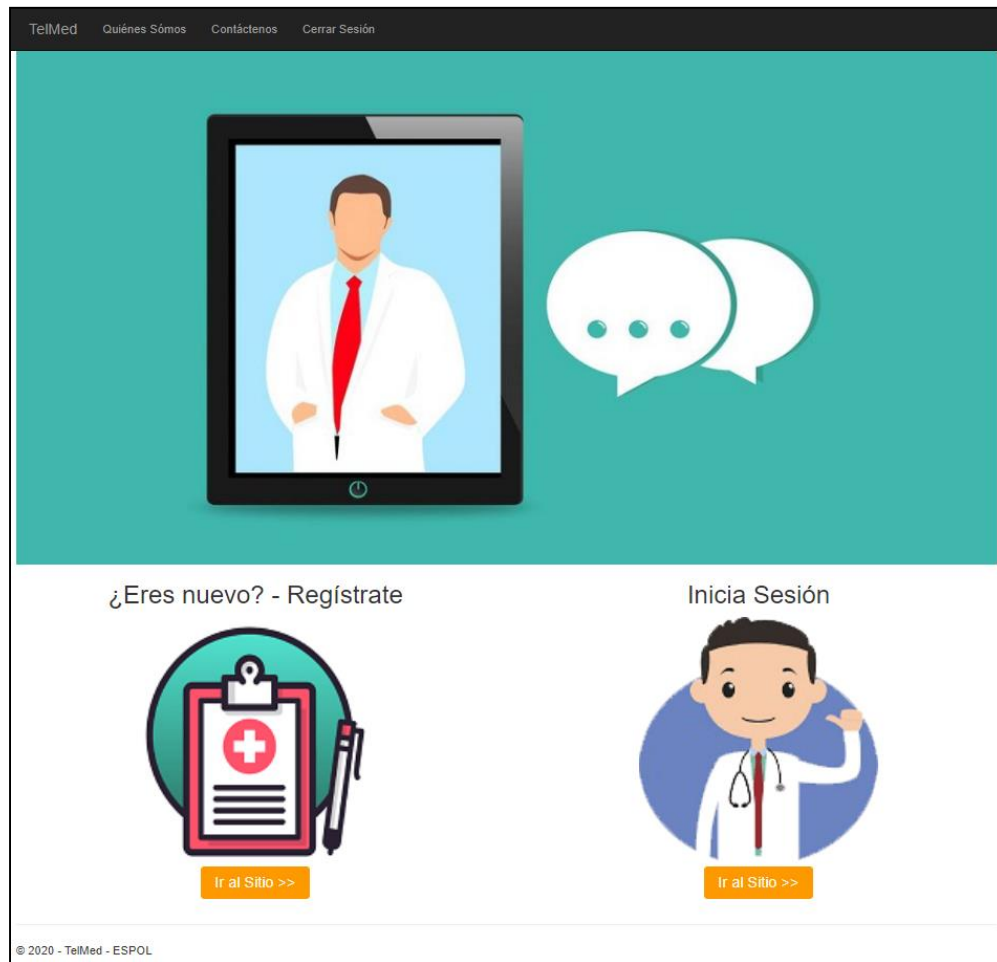 TelMed Quiénes Sómos Contáctenos Cerrar Sesión
¿Eres nuevo? - Regístrate
Inicia Sesión
Ir al Sitio >>
Ir al Sitio >>
© 2020 - TelMed - ESPOL